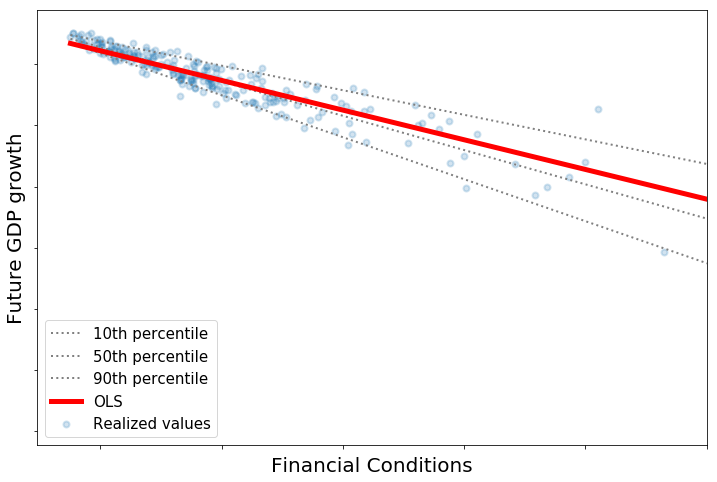 Future GDP growth
10th percentile
50th percentile
90th percentile
OLS
Realized values
Financial Conditions